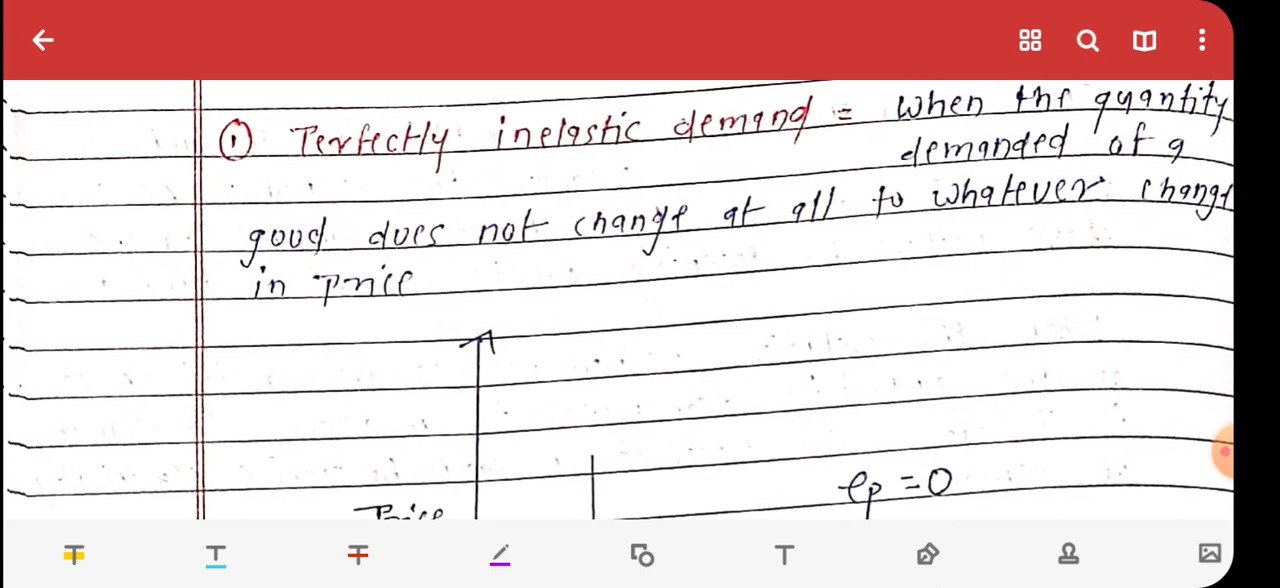 ① Perfectly inelastic demand = when the quantity
demanded of a
good does not change at all to whatever change
in price
Price
ep = 0
T
T
T
T